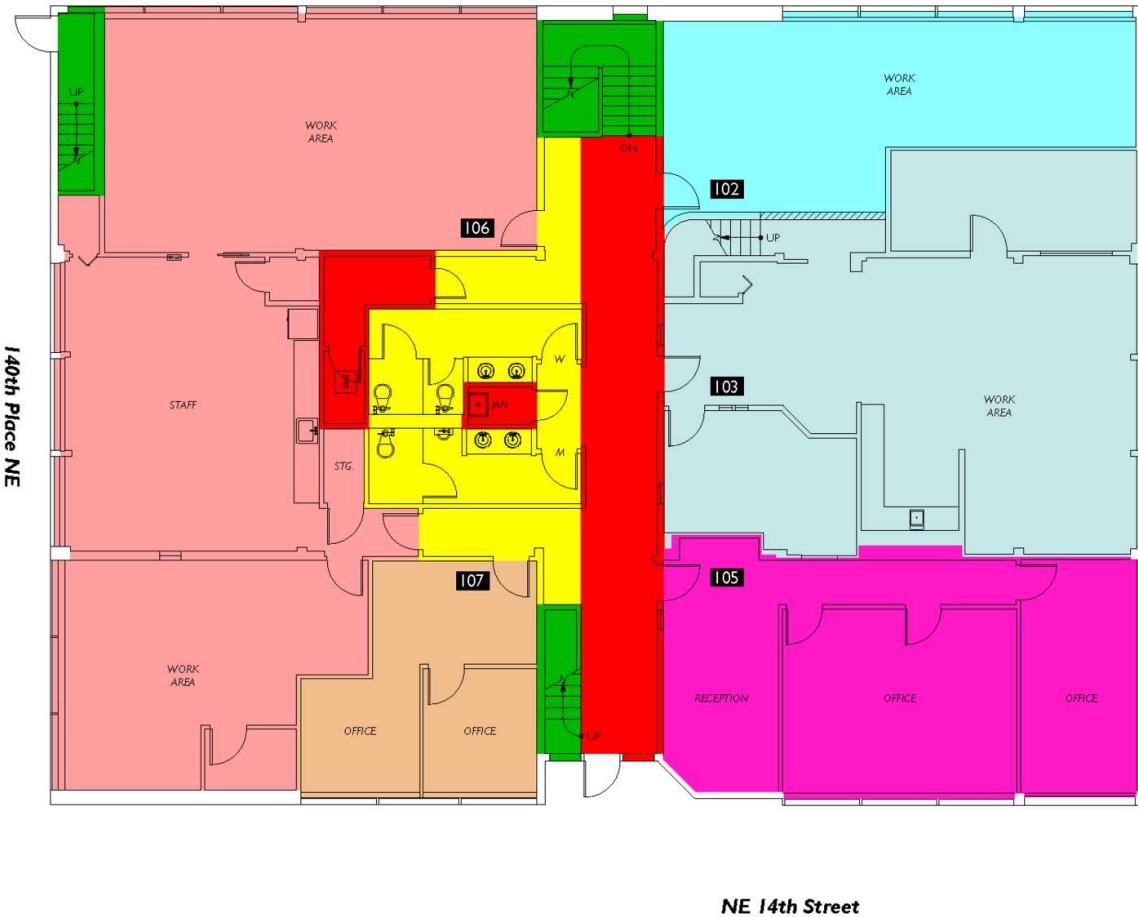 UP
WORK
AREA
DN
WORK
AREA
102
106
UP
140th Place NE
STAFF
W
JAN
M
STG.
103
WORK
AREA
107
105
WORK
AREA
OFFICE
OFFICE
UP
RECEPTION
OFFICE
OFFICE
NE 14th Street